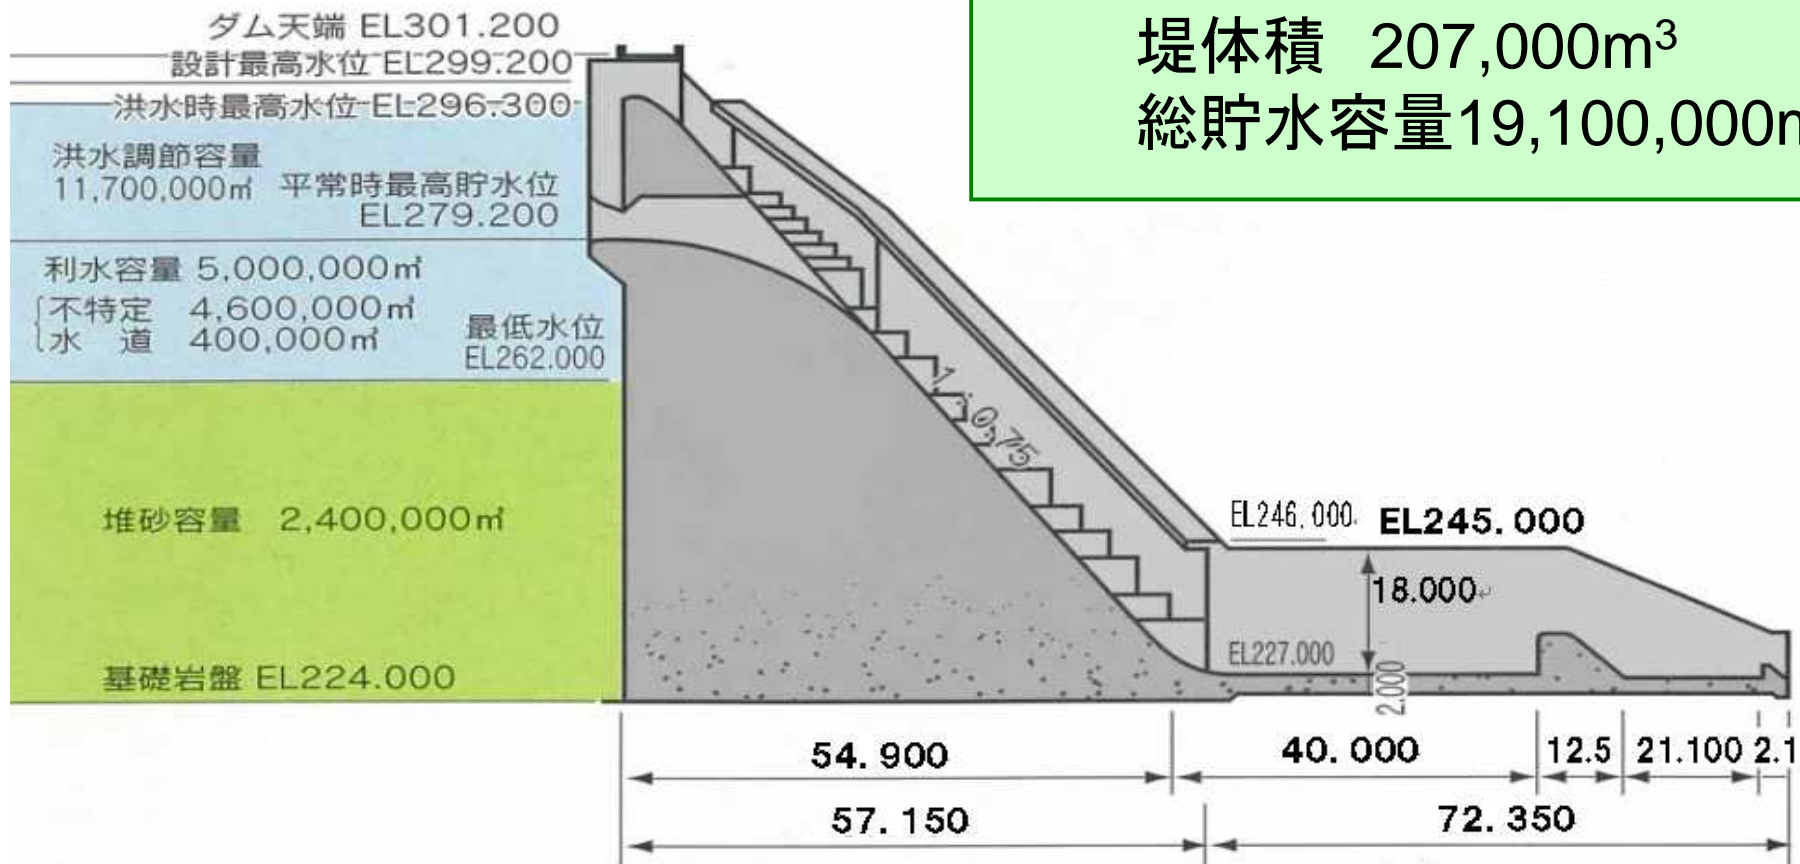 ダム天端 EL301.200
設計最高水位 EL299.200
洪水時最高水位 EL296.300
洪水調節容量
11,700,000㎥
平常時最高貯水位
EL279.200
利水容量 5,000,000㎥
不特定 4,600,000㎥
水 道 400,000㎥
最低水位
EL262.000
堆砂容量 2,400,000㎥
基礎岩盤 EL224.000
堤体積 207,000m³
総貯水容量19,100,000m
1:0.75
EL246.000
EL245.000
18.000
EL227.000
2.000
54.900
40.000
12.5
21.100
2.1
57.150
72.350